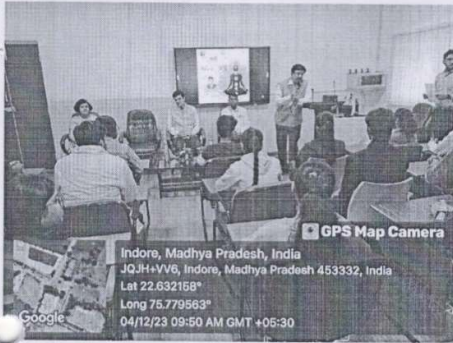 GPS Map Camera
Indore, Madhya Pradesh, India
JQJH+VV6, Indore, Madhya Pradesh 453332, India
Lat 22.632158°
Long 75.779563°
04/12/23 09:50 AM GMT +05:30
Google